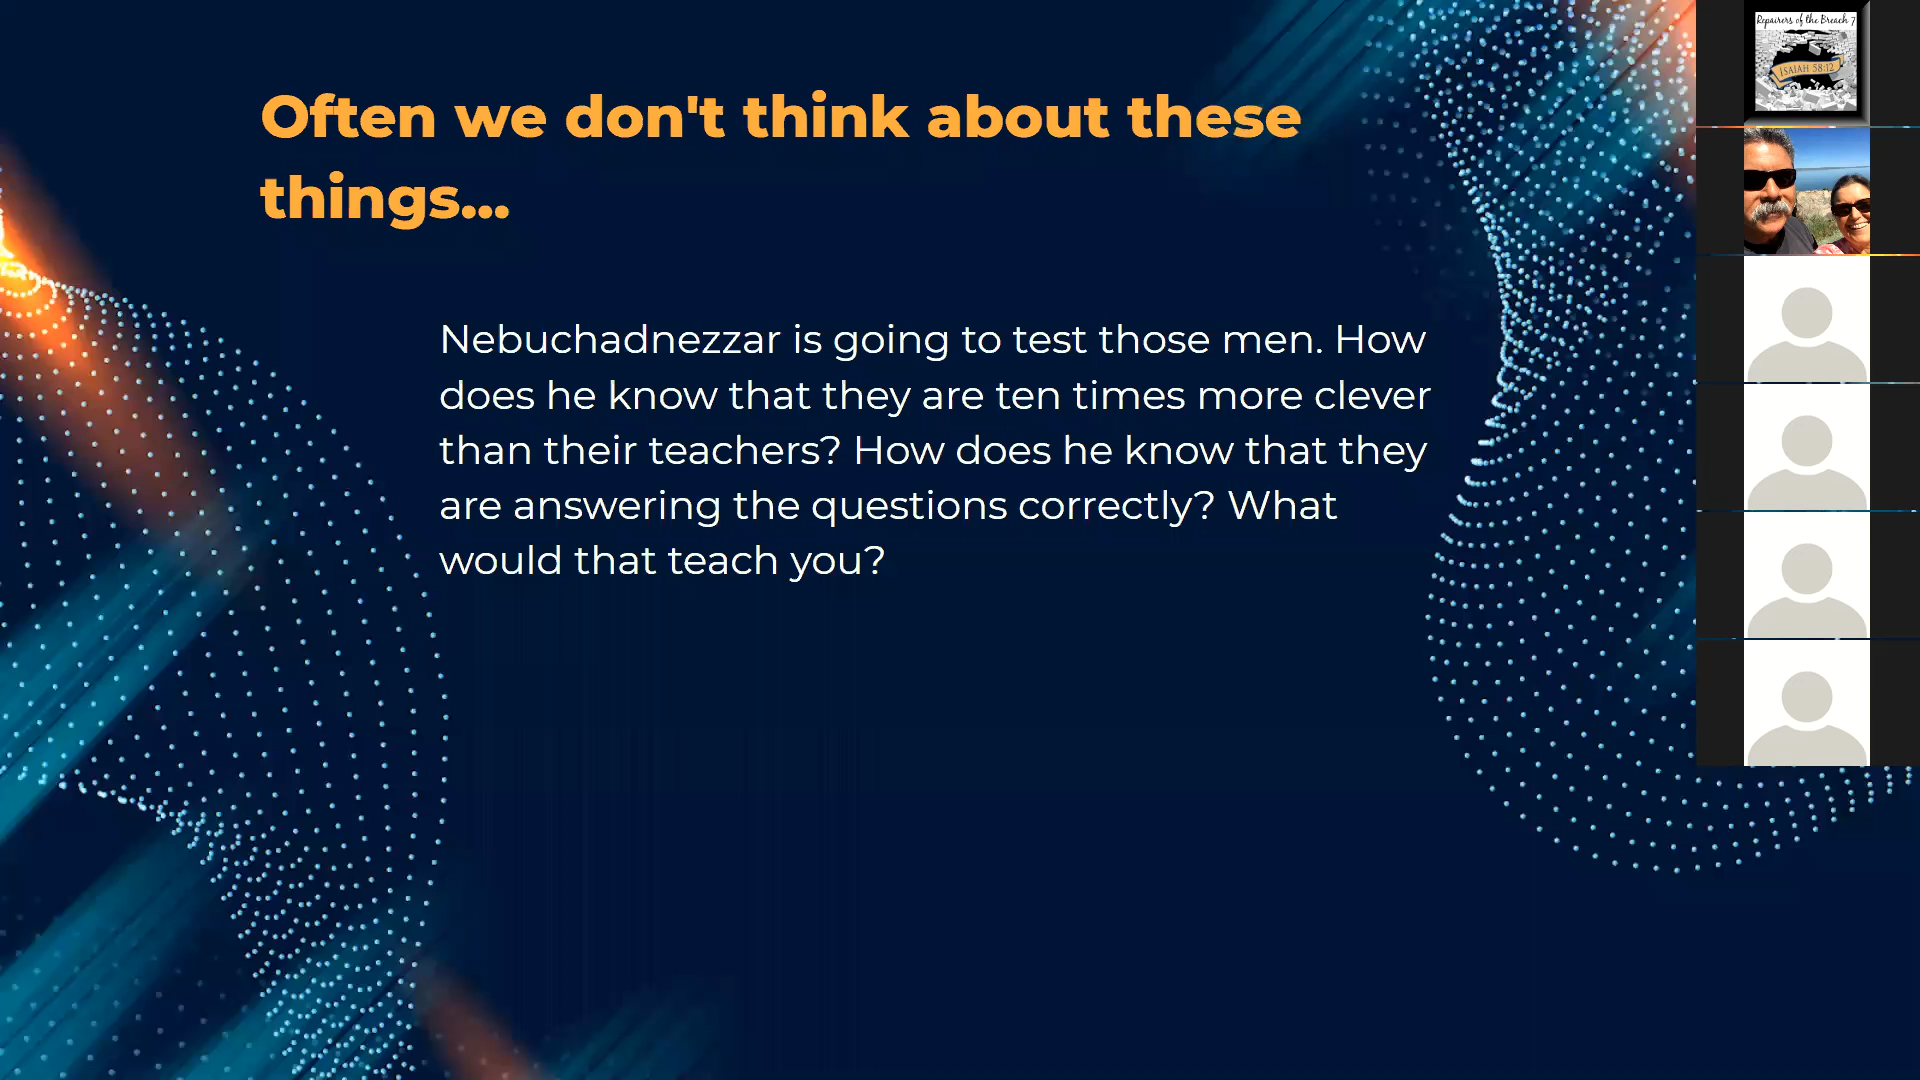 Often we don't think about these
things...
Nebuchadnezzar is going to test those men. How
does he know that they are ten times more clever
than their teachers? How does he know that they
are answering the questions correctly? What
would that teach you?
Repairers of the Breach 7
ISAIAH 58:12